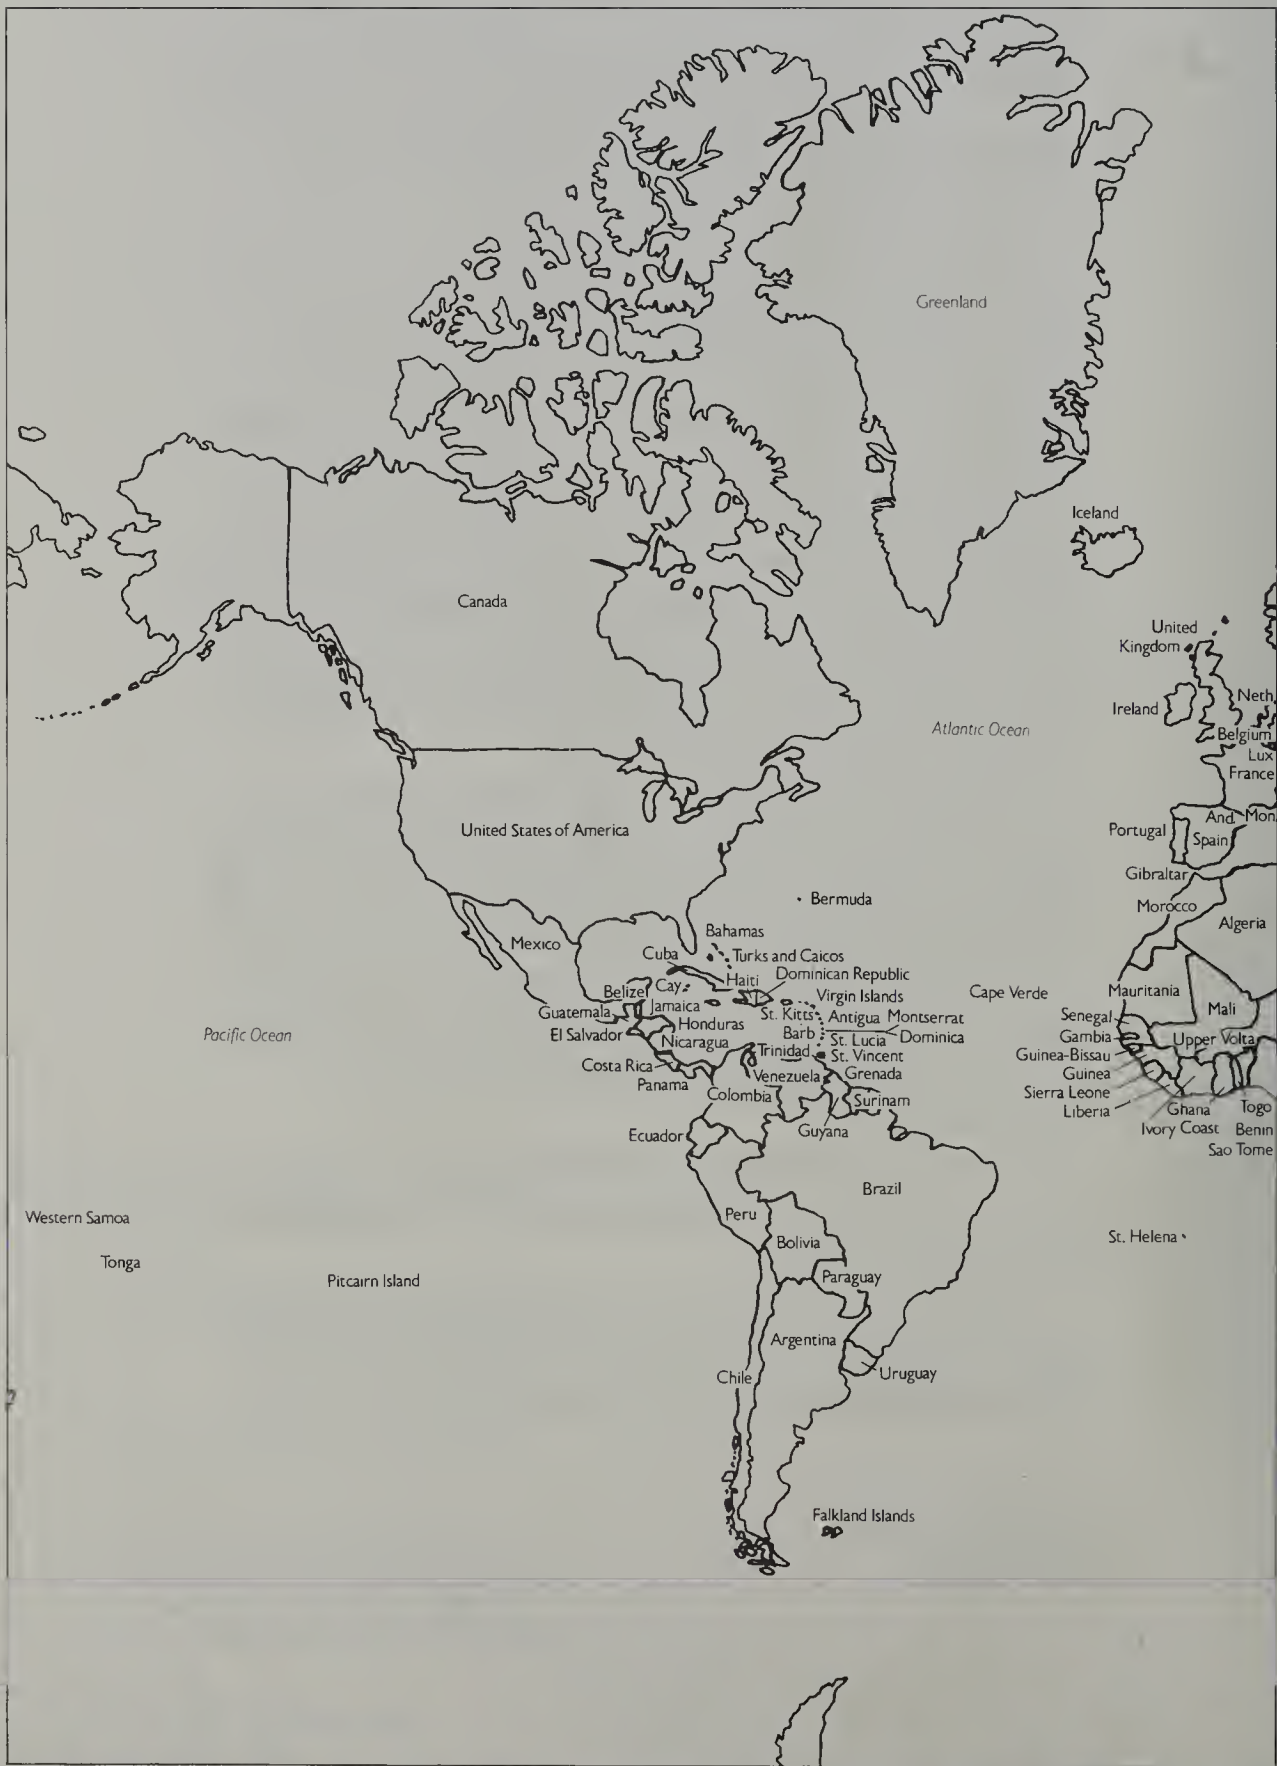 Greenland
Iceland
Canada
United
Kingdom
Ireland
Neth
Belgium
Lux
France
Atlantic Ocean
United States of America
And
Mon
Portugal
Spain
Gibraltar
Bermuda
Morocco
Algeria
Mexico
Bahamas
Cuba
Turks and Caicos
Haiti
Dominican Republic
Belize
Cay
Virgin Islands
Cape Verde
Mauritania
Mali
Guatemala
Jamaica
St. Kitts
Antigua
Montserrat
Senegal
Pacific Ocean
El Salvador
Honduras
Barb
St. Lucia
Dominica
Gambia
Upper Volta
Nicaragua
Trinidad
St. Vincent
Guinea-Bissau
Costa Rica
Venezuela
Grenada
Guinea
Panama
Colombia
Surinam
Sierra Leone
Liberia
Ghana
Togo
Ecuador
Guyana
Ivory Coast
Benin
Sao Tome
Brazil
Western Samoa
Peru
Tonga
Bolivia
St. Helena
Pitcairn Island
Paraguay
Argentina
Chile
Uruguay
Falkland Islands